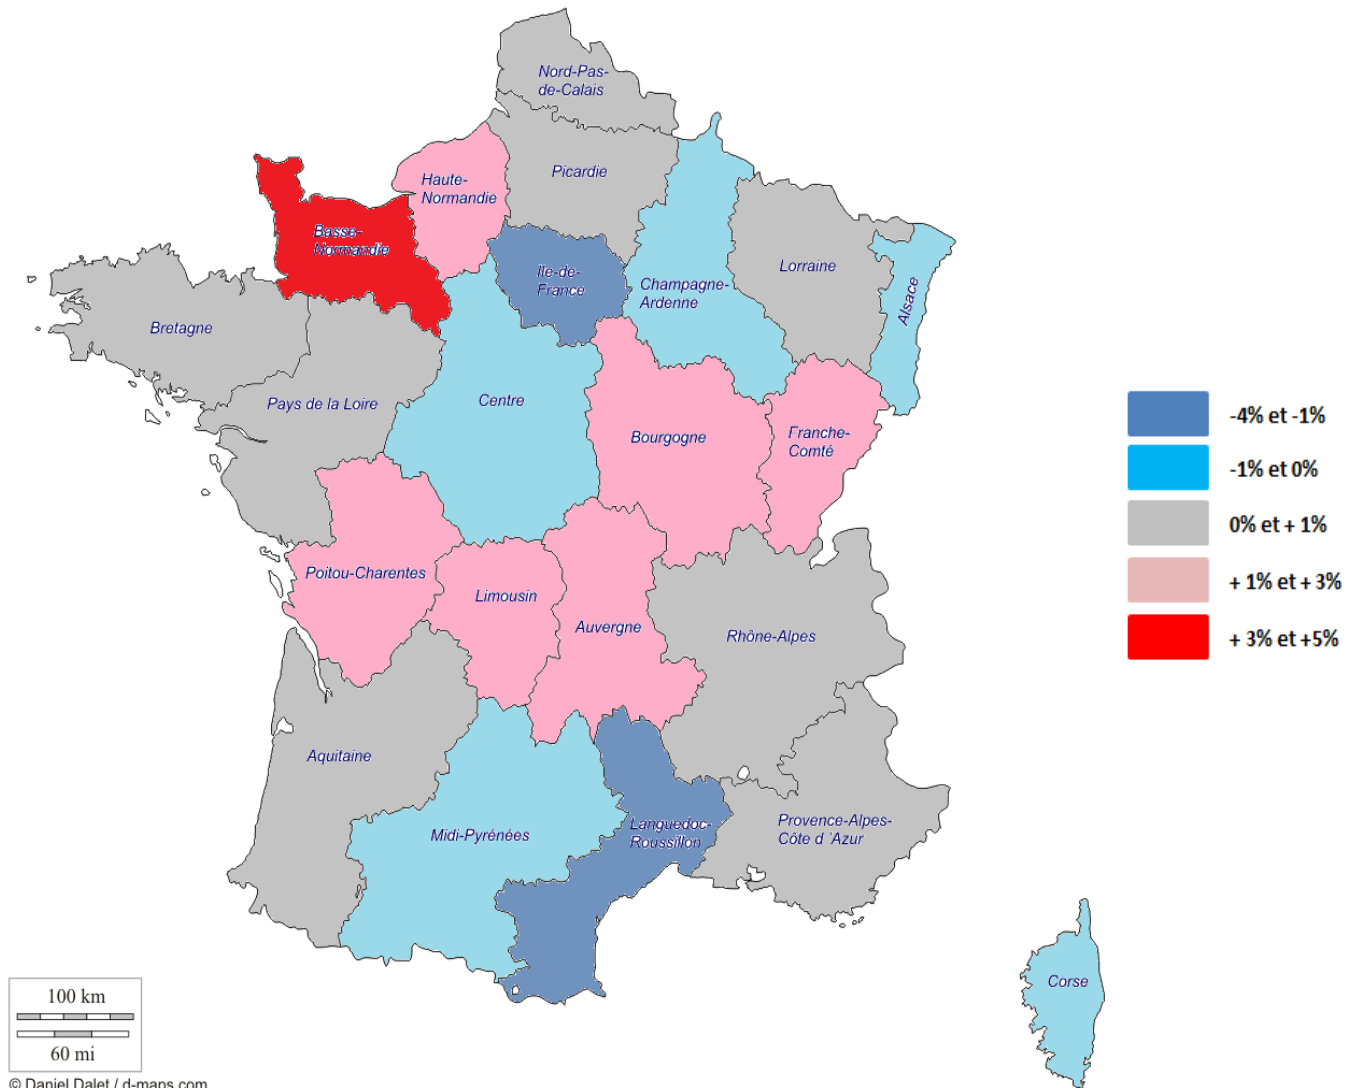 Nord-Pas-
de-Calais
Picardie
Haute-
Normandie
Basse-
Normandie
Ile-de-
France
Champagne-
Ardenne
Lorraine
Alsace
Bretagne
Pays de la Loire
Centre
Bourgogne
Franche-
Comté
Poitou-Charentes
Limousin
Auvergne
Rhône-Alpes
Aquitaine
Midi-Pyrénées
Languedoc-
Roussillon
Provence-Alpes-
Côte d ´Azur
Corse
-4% et -1%
-1% et 0%
0% et + 1%
+ 1% et + 3%
+ 3% et +5%
100 km
60 mi
© Daniel Dalet / d-maps.com